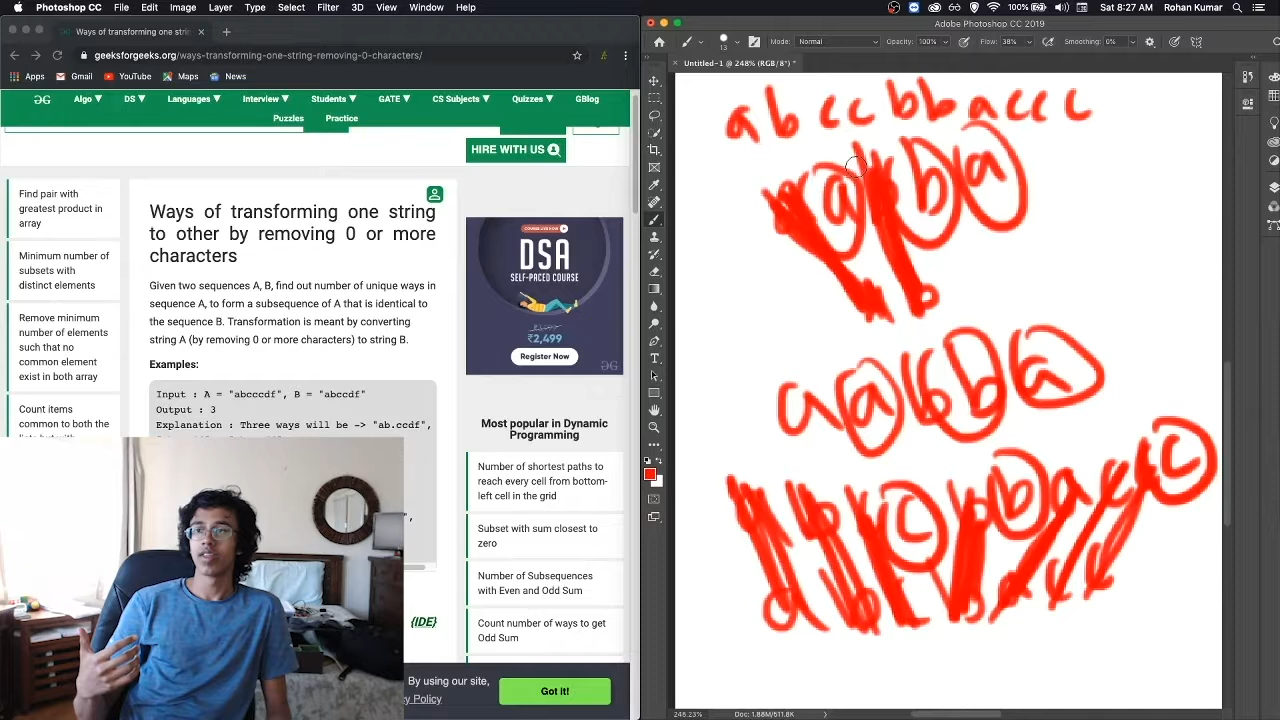 Photoshop CC File Edit Image Layer Type Select Filter 3D View Window Help
100% Sat 8:27 AM Rohan Kumar
Ways of transforming one strin
geeksforgeeks.org/ways-transforming-one-string-removing-0-characters/
Apps Gmail YouTube Maps News
Algo DS Languages Interview Students GATE CS Subjects Quizzes GBlog
Puzzles Practice
HIRE WITH US
Find pair with
greatest product in
array
Minimum number of
subsets with
distinct elements
Remove minimum
number of elements
such that no
common element
exist in both array
Count items
common to both the
Ways of transforming one string
to other by removing 0 or more
characters
Given two sequences A, B, find out number of unique ways in
sequence A, to form a subsequence of A that is identical to
the sequence B. Transformation is meant by converting
string A (by removing 0 or more characters) to string B.
Examples:
Input : A = "abcccdf", B = "abccdf"
Output : 3
Explanation : Three ways will be -> "ab.ccdf",
{IDE}
By using our site,
Policy
Got it!
COURSE LIVE NOW
DSA
SELF-PACED COURSE
₹2,499
Register Now
Most popular in Dynamic
Programming
Number of shortest paths to
reach every cell from bottom-
left cell in the grid
Subset with sum closest to
zero
Number of Subsequences
with Even and Odd Sum
Count number of ways to get
Odd Sum
Adobe Photoshop CC 2019
13 Mode: Normal Opacity: 100% Flow: 38% Smoothing: 0%
Untitled-1 @ 248% (RGB/8*) *
a b c c b b a c c c
a b a
a a b b a
c b a c
248.23% Doc: 1.88M/511.8K